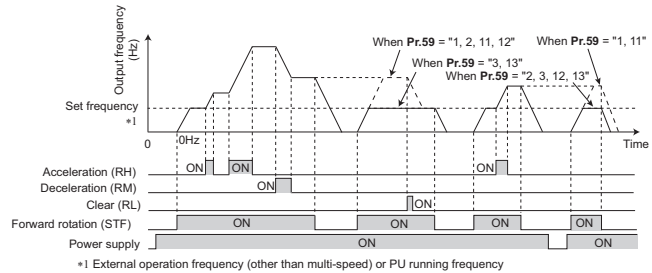 Output frequency
(Hz)
When Pr.59 = "1, 2, 11, 12"
When Pr.59 = "1, 11"
When Pr.59 = "3, 13"
When Pr.59 = "2, 3, 12, 13"
Set frequency
*1
0
0Hz
Time
Acceleration (RH)
ON
ON
ON
Deceleration (RM)
ON
Clear (RL)
ON
Forward rotation (STF)
ON
ON
ON
ON
Power supply
ON
ON
*1 External operation frequency (other than multi-speed) or PU running frequency